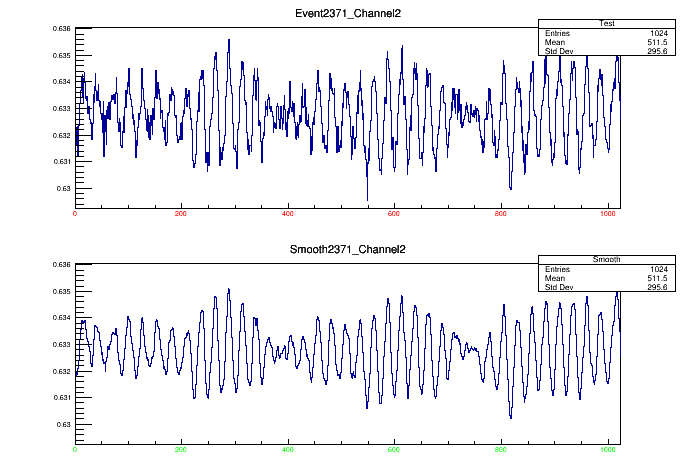 Event2371_Channel2
Test
Entries 1024
Mean 511.5
Std Dev 295.6
0.636
0.635
0.634
0.633
0.632
0.631
0.63
0 200 400 600 800 1000
Smooth2371_Channel2
Smooth
Entries 1024
Mean 511.5
Std Dev 295.6
0.636
0.635
0.634
0.633
0.632
0.631
0.63
0 200 400 600 800 1000